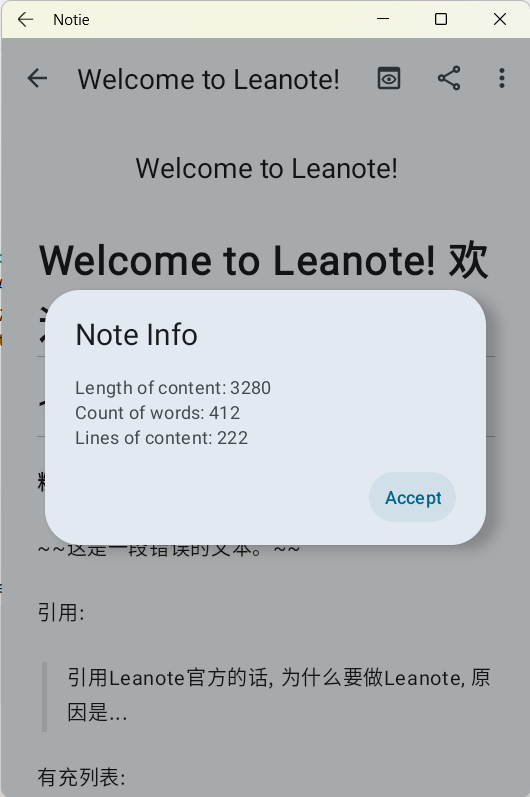 Notie
Welcome to Leanote!
Welcome to Leanote!
Welcome to Leanote! 欢
Note Info
Length of content: 3280
Count of words: 412
Lines of content: 222
Accept
~~这是一段错误的文本。~~
引用:
引用Leanote官方的话, 为什么要做Leanote, 原
因是...
有充列表: